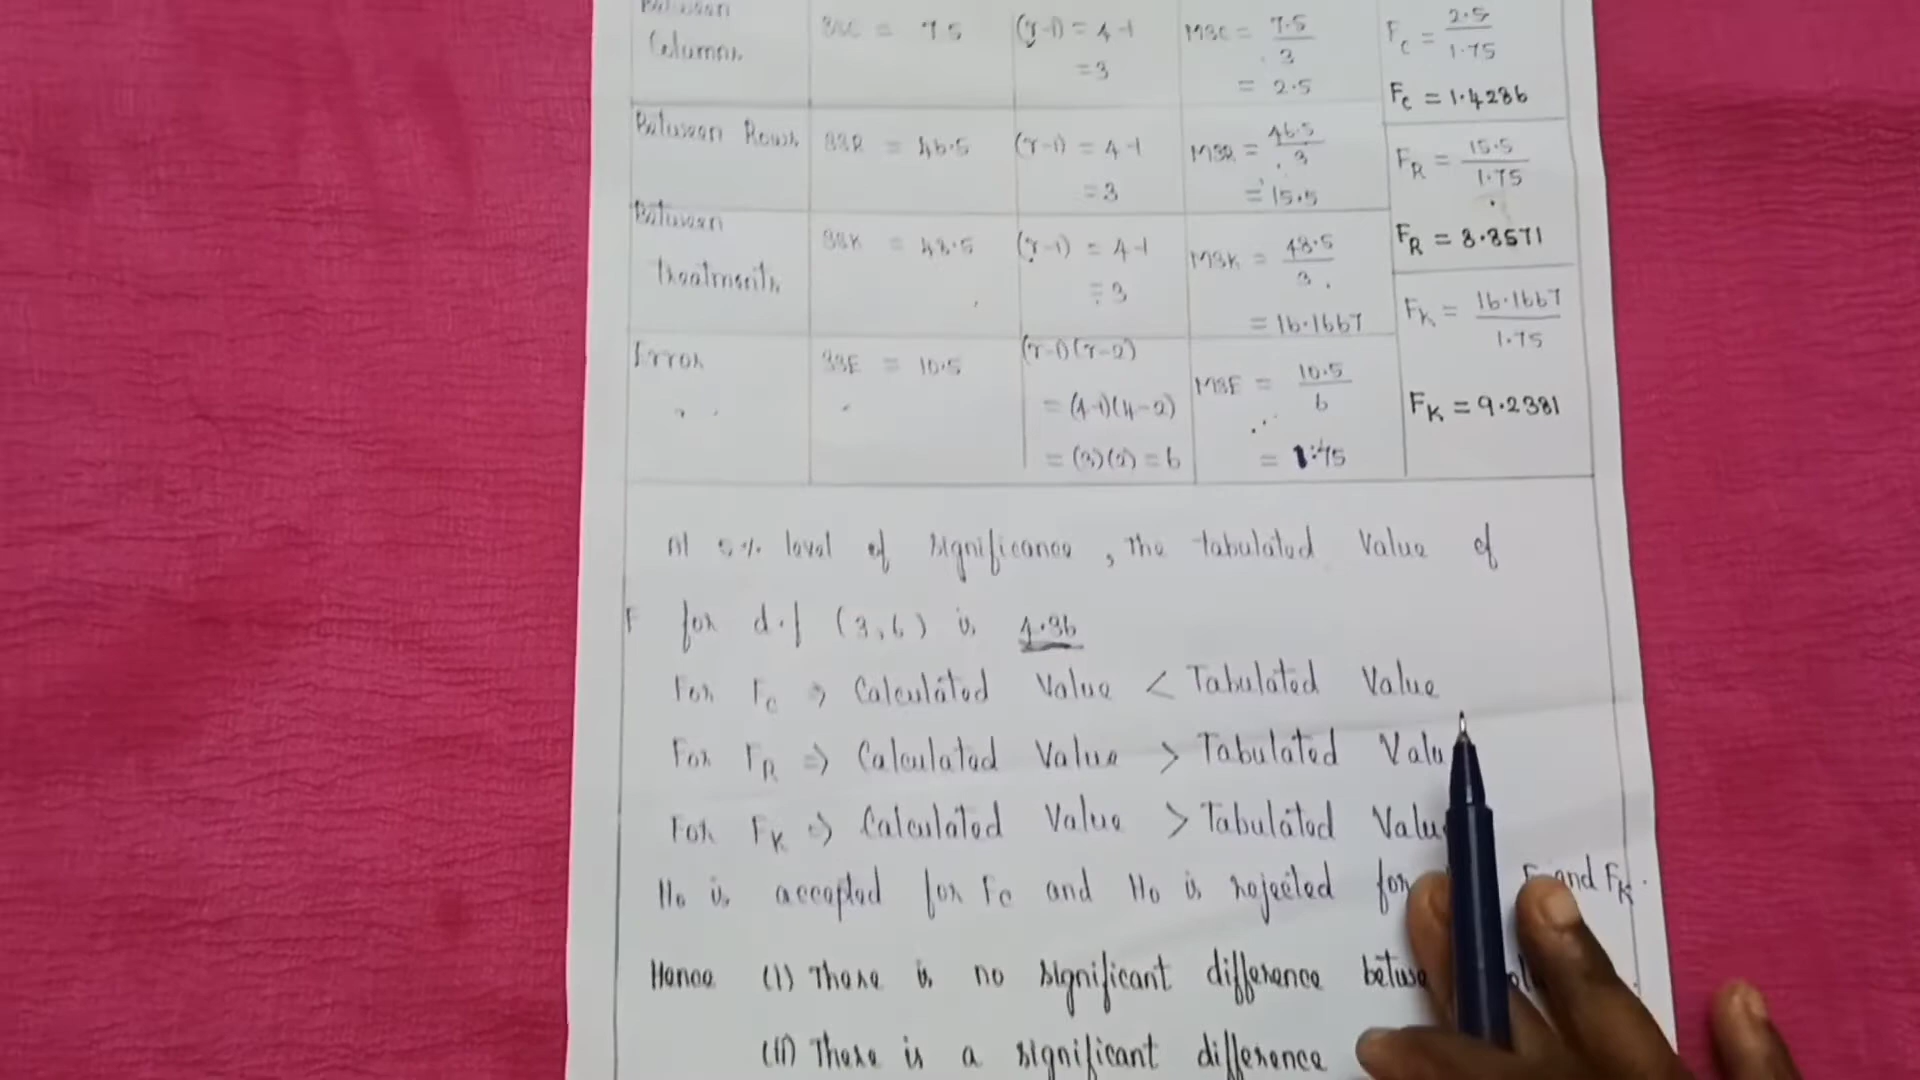 Between
Columns
SSC = 7.5
(r-1) = 4-1
= 3
MSC = 7.5/3
= 2.5
Fc = 2.5/1.75
Fc = 1.4286
Between Rows
SSR = 46.5
(r-1) = 4-1
= 3
MSR = 46.5/3
= 15.5
FR = 15.5/1.75
FR = 8.8571
Between
treatments
SSK = 48.5
(r-1) = 4-1
= 3
MSK = 48.5/3
= 16.1667
FK = 16.1667/1.75
FK = 9.2381
Error
SSE = 10.5
(r-1)(r-2)
= (4-1)(4-2)
= (3)(2) = 6
MSE = 10.5/6
= 1.75
At 5% level of significance, the tabulated value of
F for d.f (3,6) is 4.36
For Fc ⇒ Calculated Value < Tabulated Value
For FR ⇒ Calculated Value > Tabulated Valu
For FK ⇒ Calculated Value > Tabulated Valu
Ho is accepted for Fc and Ho is rejected for and FK.
Hence (i) There is no significant difference betwe
(ii) There is a significant difference